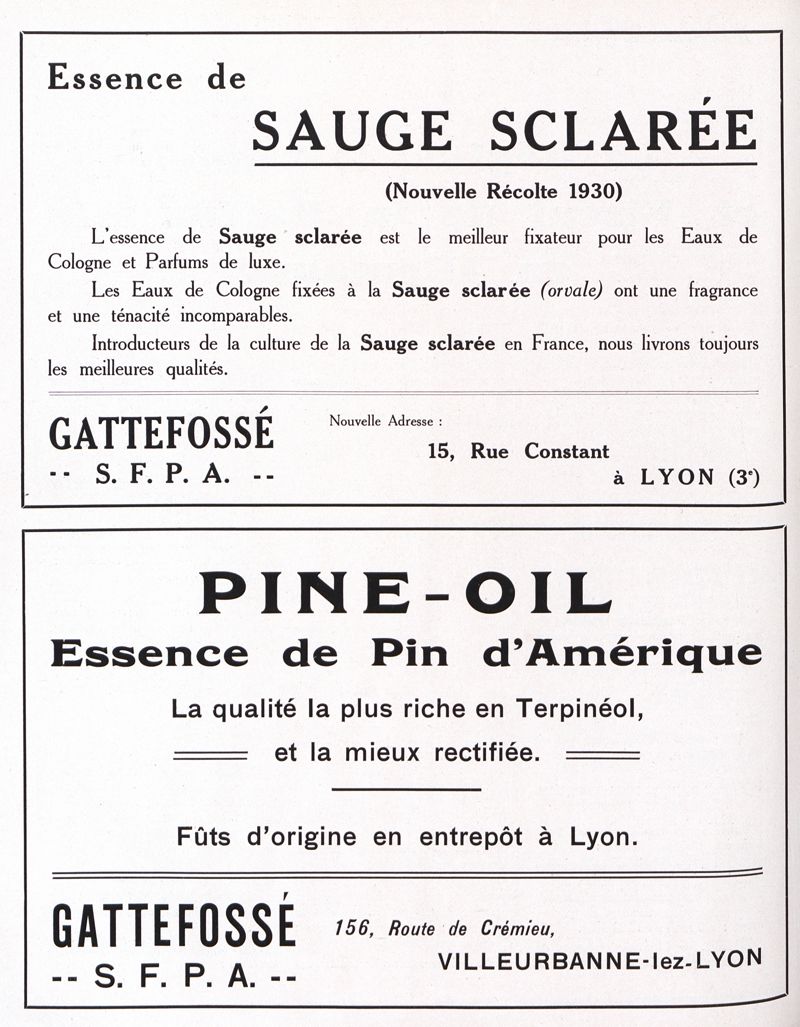 Essence de
SAUGE SCLARÉE
(Nouvelle Récolte 1930)
L'essence de Sauge sclarée est le meilleur fixateur pour les Eaux de
Cologne et Parfums de luxe.
Les Eaux de Cologne fixées à la Sauge sclarée (orvale) ont une fragrance
et une ténacité incomparables.
Introducteurs de la culture de la Sauge sclarée en France, nous livrons toujours
les meilleures qualités.
GATTEFOSSÉ
-- S. F. P. A. --
Nouvelle Adresse :
15, Rue Constant
à LYON (3e)
PINE-OIL
Essence de Pin d'Amérique
La qualité la plus riche en Terpinéol,
et la mieux rectifiée.
Fûts d'origine en entrepôt à Lyon.
GATTEFOSSÉ
-- S. F. P. A. --
156, Route de Crémieu,
VILLEURBANNE-lez-LYON